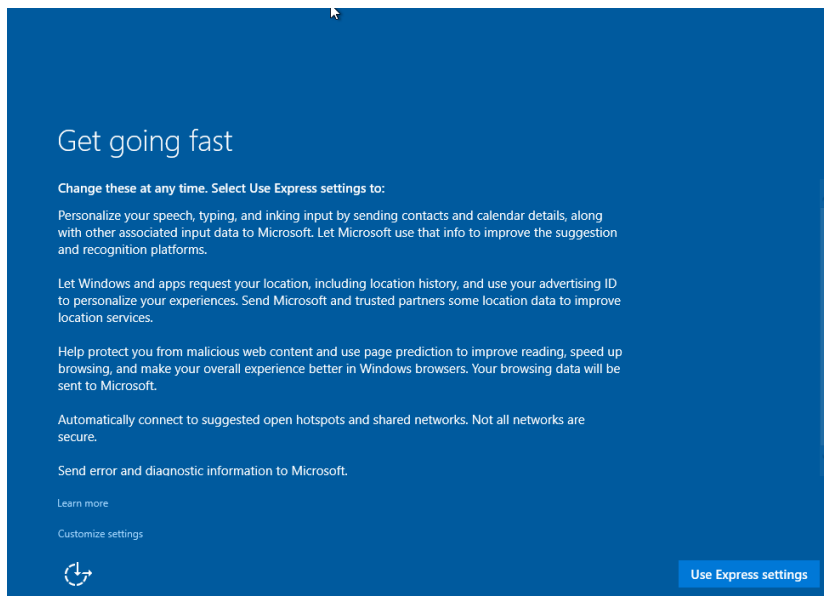 Get going fast
Change these at any time. Select Use Express settings to:
Personalize your speech, typing, and inking input by sending contacts and calendar details, along
with other associated input data to Microsoft. Let Microsoft use that info to improve the suggestion
and recognition platforms.
Let Windows and apps request your location, including location history, and use your advertising ID
to personalize your experiences. Send Microsoft and trusted partners some location data to improve
location services.
Help protect you from malicious web content and use page prediction to improve reading, speed up
browsing, and make your overall experience better in Windows browsers. Your browsing data will be
sent to Microsoft.
Automatically connect to suggested open hotspots and shared networks. Not all networks are
secure.
Send error and diagnostic information to Microsoft.
Learn more
Customize settings
Use Express settings